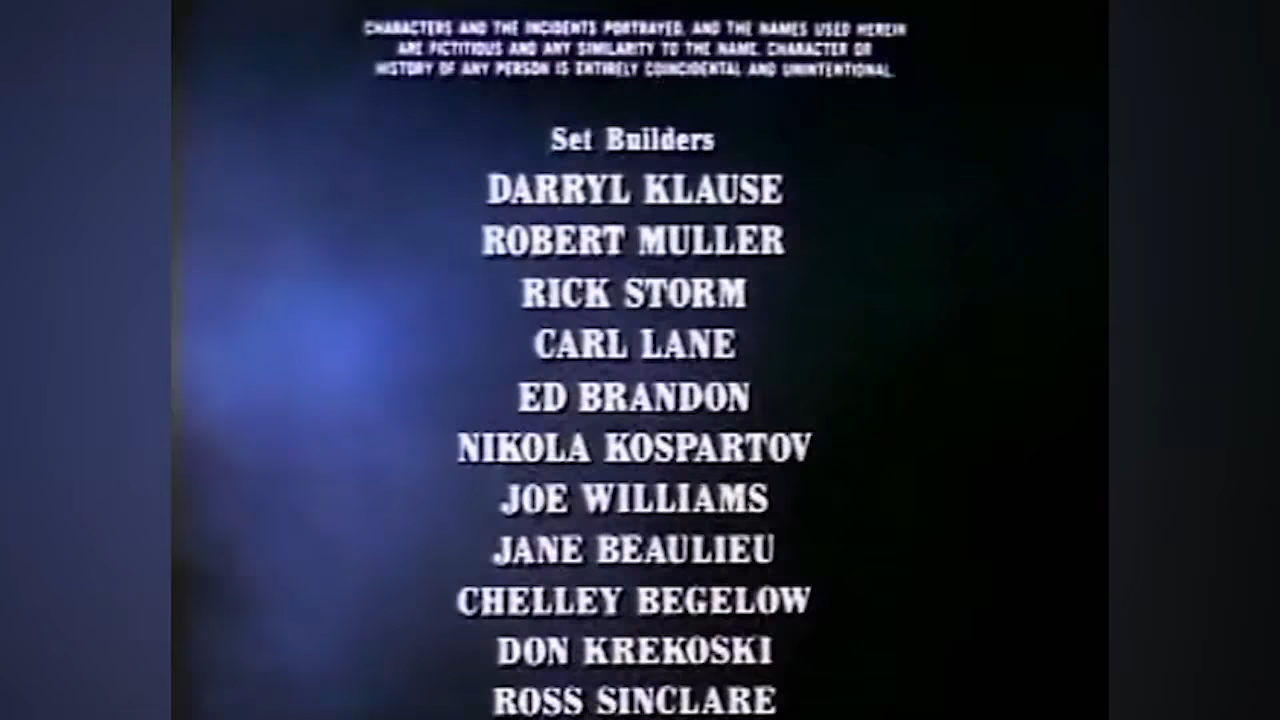 CHARACTERS AND THE INCIDENTS PORTRAYED, AND THE NAMES USED HEREIN
ARE FICTITIOUS AND ANY SIMILARITY TO THE NAME, CHARACTER OR
HISTORY OF ANY PERSON IS ENTIRELY COINCIDENTAL AND UNINTENTIONAL.
Set Builders
DARRYL KLAUSE
ROBERT MULLER
RICK STORM
CARL LANE
ED BRANDON
NIKOLA KOSPARTOV
JOE WILLIAMS
JANE BEAULIEU
CHELLEY BEGELOW
DON KREKOSKI
ROSS SINCLARE